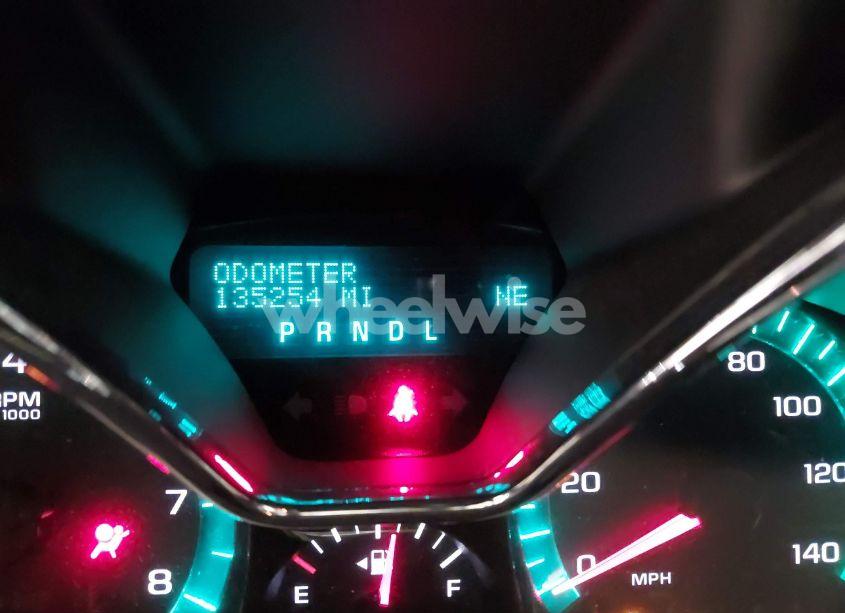 ODOMETER
135254 MI NE
wheelwise
P R N D L
4
RPM
1000
7
8
E F
0
20
80
100
120
140
MPH